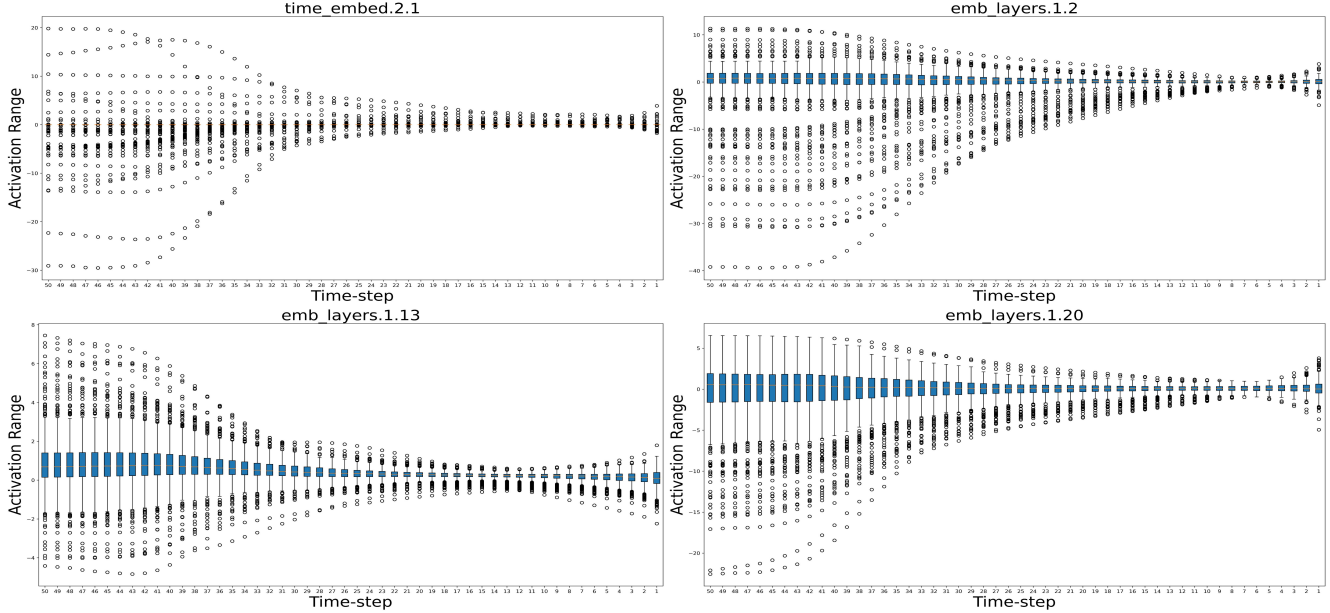 time_embed.2.1
20
10
0
−10
−20
−30
Activation Range
50 49 48 47 46 45 44 43 42 41 40 39 38 37 36 35 34 33 32 31 30 29 28 27 26 25 24 23 22 21 20 19 18 17 16 15 14 13 12 11 10 9 8 7 6 5 4 3 2 1
Time-step
emb_layers.1.2
10
0
−10
−20
−30
−40
Activation Range
50 49 48 47 46 45 44 43 42 41 40 39 38 37 36 35 34 33 32 31 30 29 28 27 26 25 24 23 22 21 20 19 18 17 16 15 14 13 12 11 10 9 8 7 6 5 4 3 2 1
Time-step
emb_layers.1.13
8
6
4
2
0
−2
−4
Activation Range
50 49 48 47 46 45 44 43 42 41 40 39 38 37 36 35 34 33 32 31 30 29 28 27 26 25 24 23 22 21 20 19 18 17 16 15 14 13 12 11 10 9 8 7 6 5 4 3 2 1
Time-step
emb_layers.1.20
5
0
−5
−10
−15
−20
Activation Range
50 49 48 47 46 45 44 43 42 41 40 39 38 37 36 35 34 33 32 31 30 29 28 27 26 25 24 23 22 21 20 19 18 17 16 15 14 13 12 11 10 9 8 7 6 5 4 3 2 1
Time-step